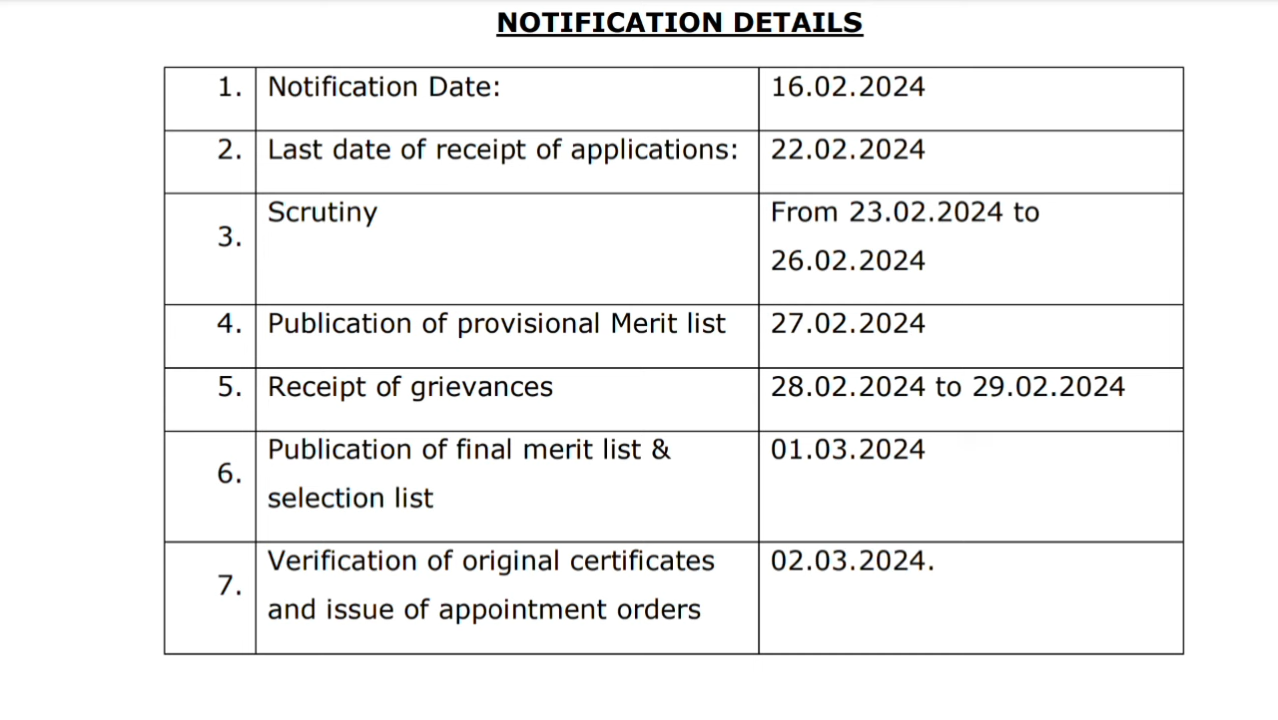 NOTIFICATION DETAILS
1. Notification Date: 16.02.2024
2. Last date of receipt of applications: 22.02.2024
3. Scrutiny From 23.02.2024 to
26.02.2024
4. Publication of provisional Merit list 27.02.2024
5. Receipt of grievances 28.02.2024 to 29.02.2024
6. Publication of final merit list & 01.03.2024
selection list
7. Verification of original certificates 02.03.2024.
and issue of appointment orders